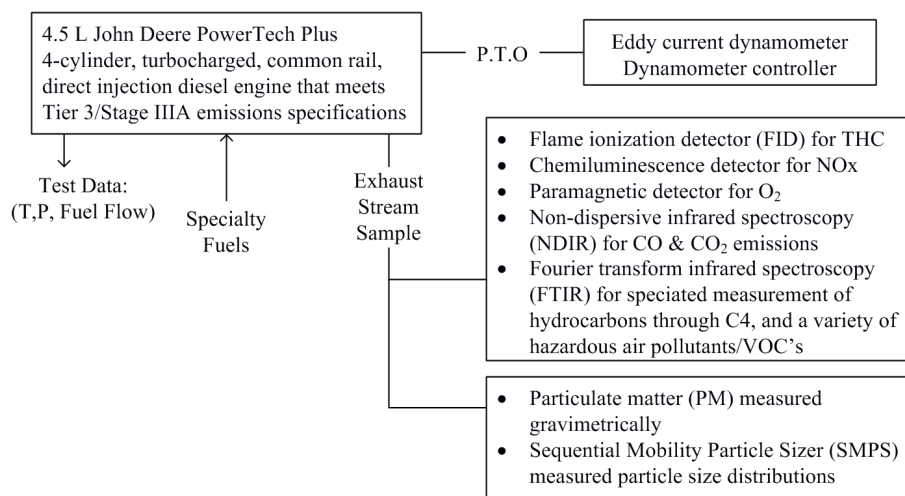 4.5 L John Deere PowerTech Plus
4-cylinder, turbocharged, common rail,
direct injection diesel engine that meets
Tier 3/Stage IIIA emissions specifications
P.T.O
Eddy current dynamometer
Dynamometer controller
Test Data:
(T,P, Fuel Flow)
Specialty
Fuels
Exhaust
Stream
Sample
• Flame ionization detector (FID) for THC
• Chemiluminescence detector for NOx
• Paramagnetic detector for O₂
• Non-dispersive infrared spectroscopy
(NDIR) for CO & CO₂ emissions
• Fourier transform infrared spectroscopy
(FTIR) for speciated measurement of
hydrocarbons through C4, and a variety of
hazardous air pollutants/VOC's
• Particulate matter (PM) measured
gravimetrically
• Sequential Mobility Particle Sizer (SMPS)
measured particle size distributions